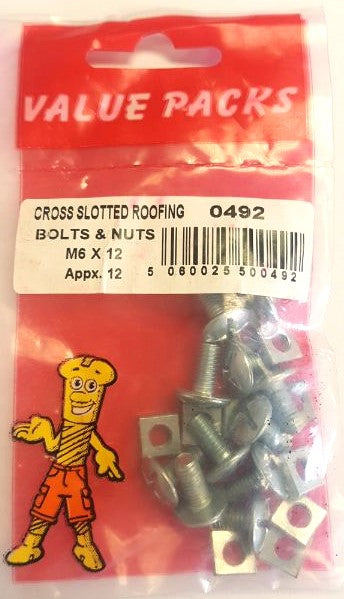 VALUE PACKS
CROSS SLOTTED ROOFING 0492
BOLTS & NUTS
M6 X 12
Appx. 12
5 060025 500492